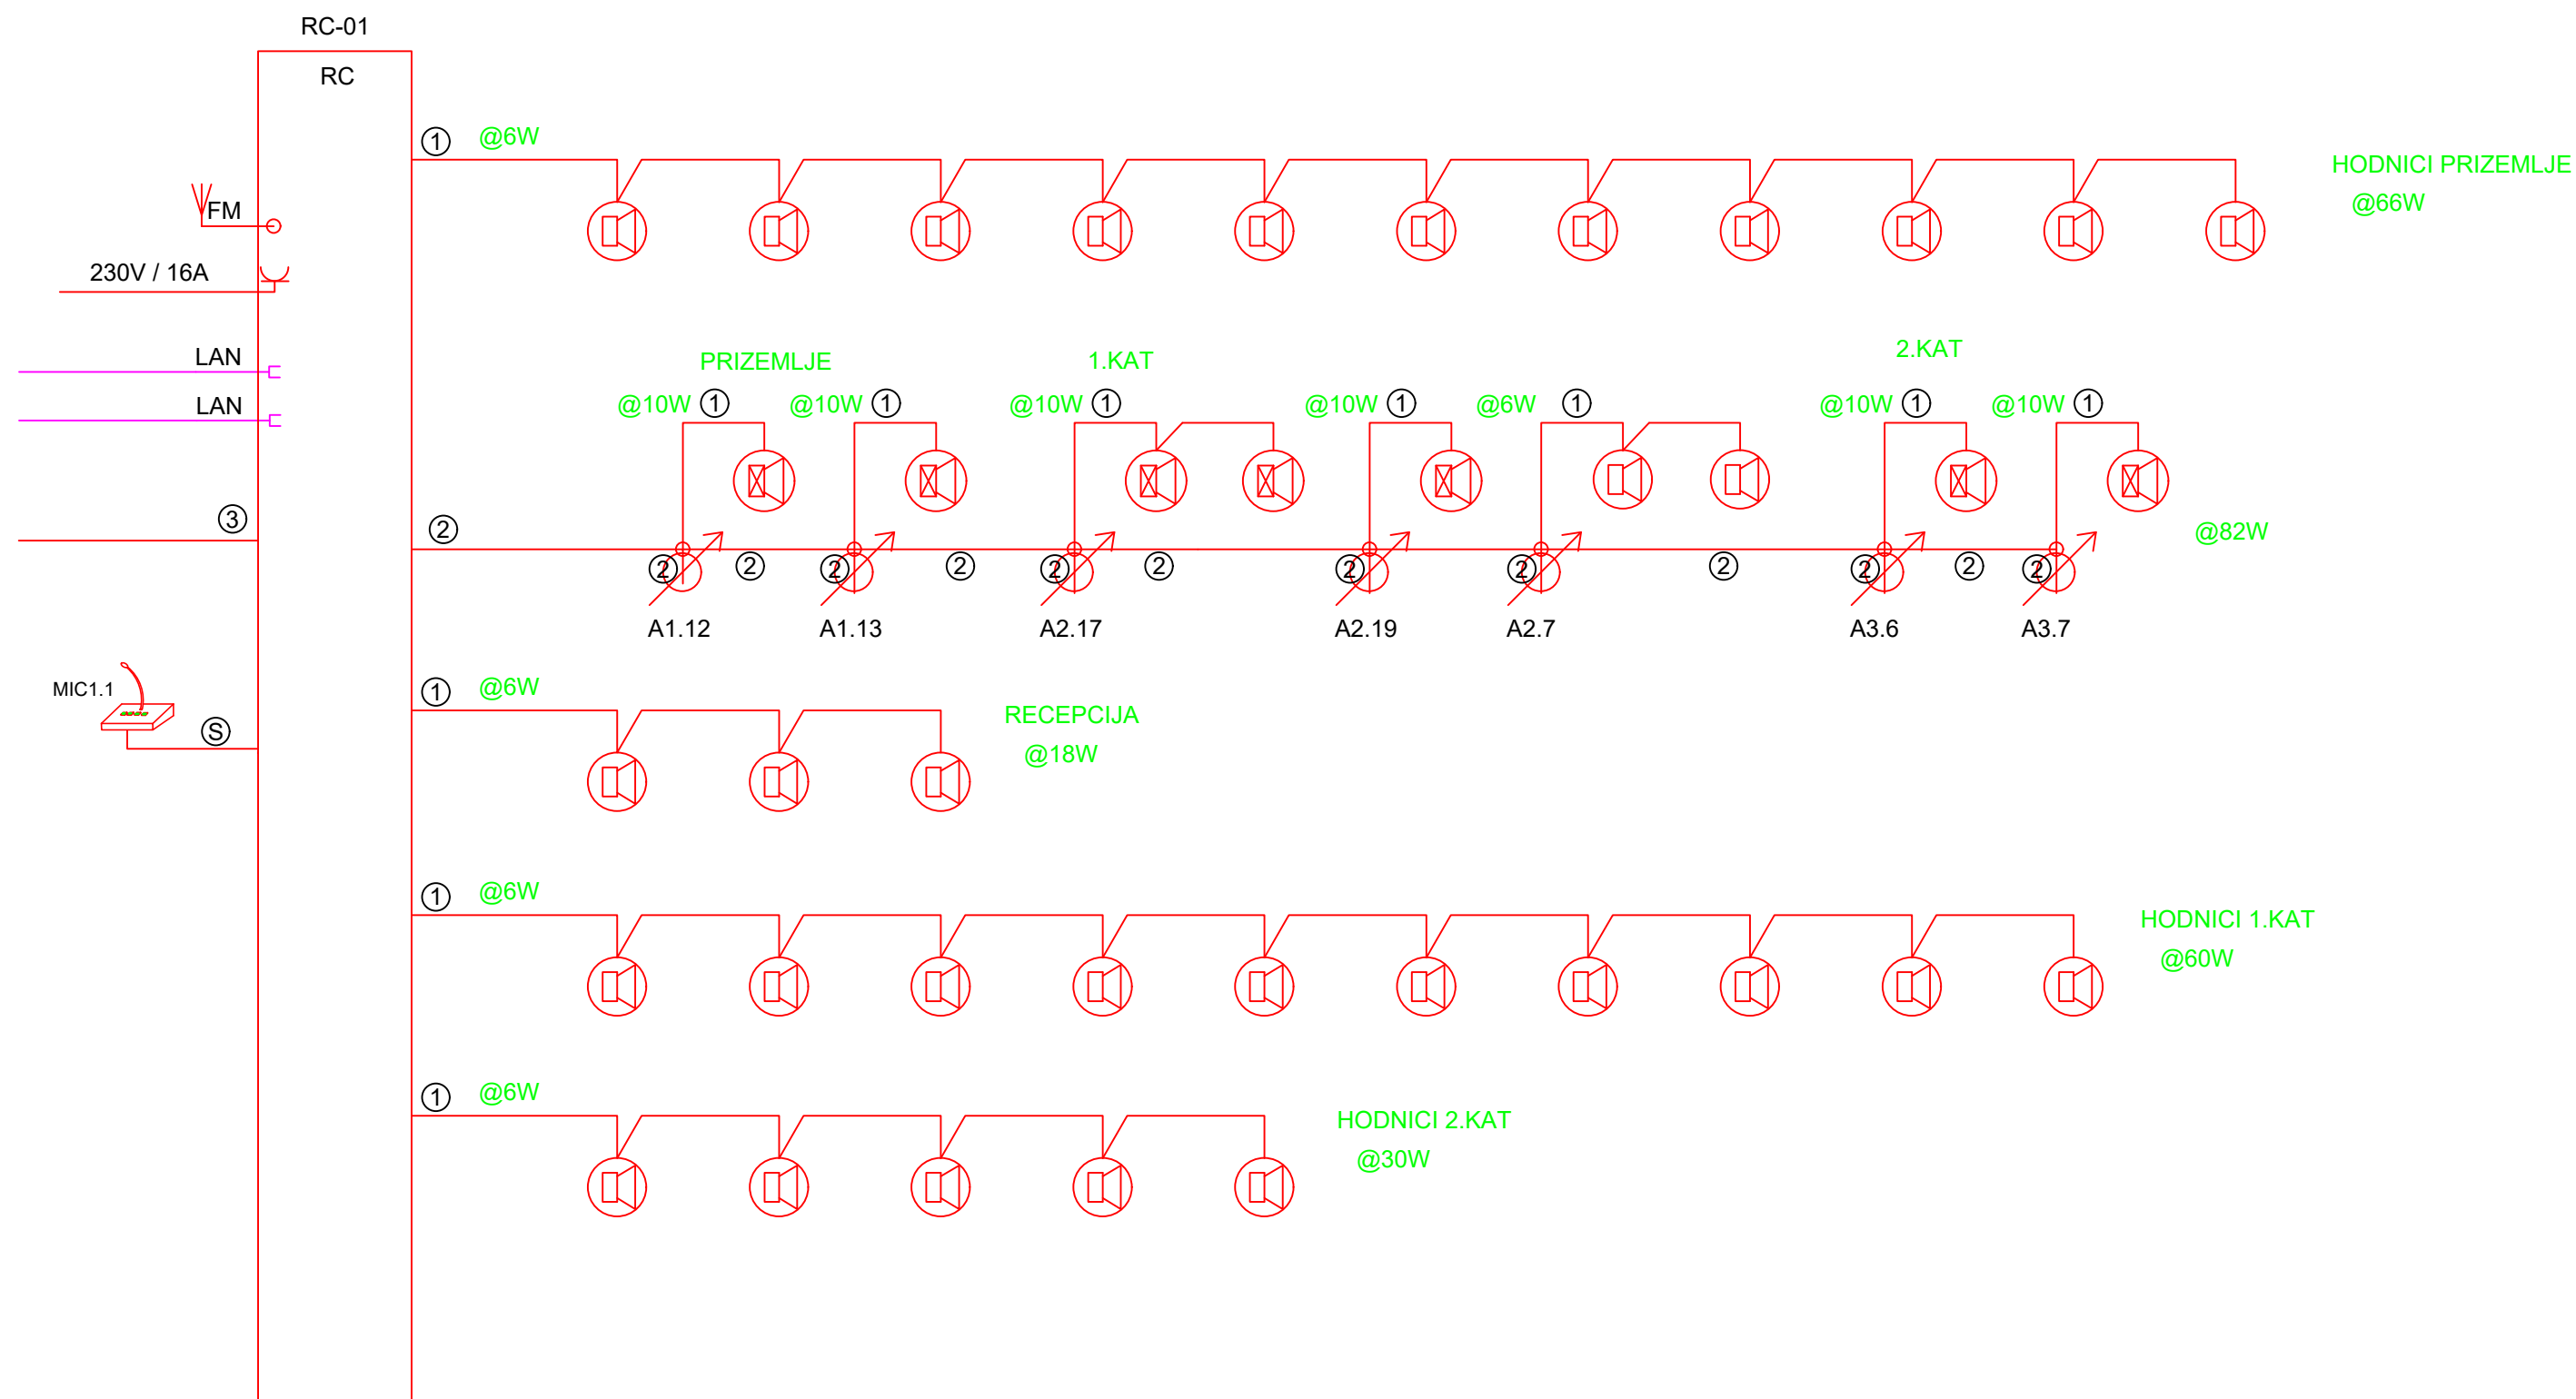 RC-01
RC
① @6W
HODNICI PRIZEMLJE
@66W
FM
230V / 16A
LAN
LAN
PRIZEMLJE
1.KAT
2.KAT
@10W ①
@10W ①
@10W ①
@10W ①
@6W ①
@10W ①
@10W ①
③
②
@82W
② ② ② ② ② ② ② ② ② ② ② ②
A1.12
A1.13
A2.17
A2.19
A2.7
A3.6
A3.7
MIC1.1
Ⓢ
① @6W
RECEPCIJA
@18W
① @6W
HODNICI 1.KAT
@60W
① @6W
HODNICI 2.KAT
@30W